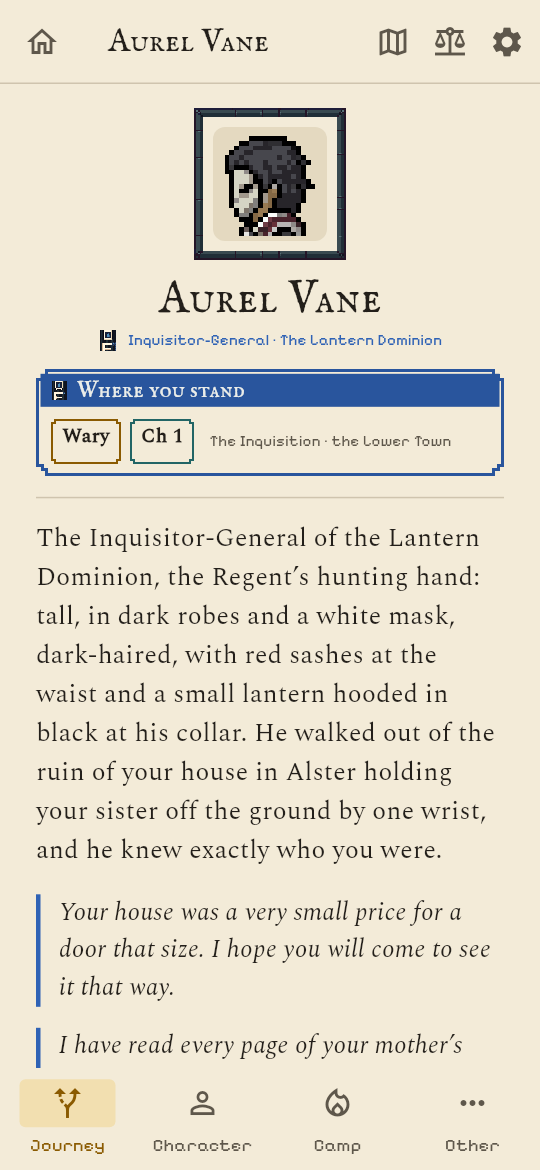 Aurel Vane
Aurel Vane
Inquisitor-General · The Lantern Dominion
Where you stand
Wary
Ch 1
The Inquisition · the Lower Town
The Inquisitor-General of the Lantern
Dominion, the Regent’s hunting hand:
tall, in dark robes and a white mask,
dark-haired, with red sashes at the
waist and a small lantern hooded in
black at his collar. He walked out of the
ruin of your house in Alster holding
your sister off the ground by one wrist,
and he knew exactly who you were.
Your house was a very small price for a
door that size. I hope you will come to see
it that way.
I have read every page of your mother’s
Journey
Character
Camp
Other